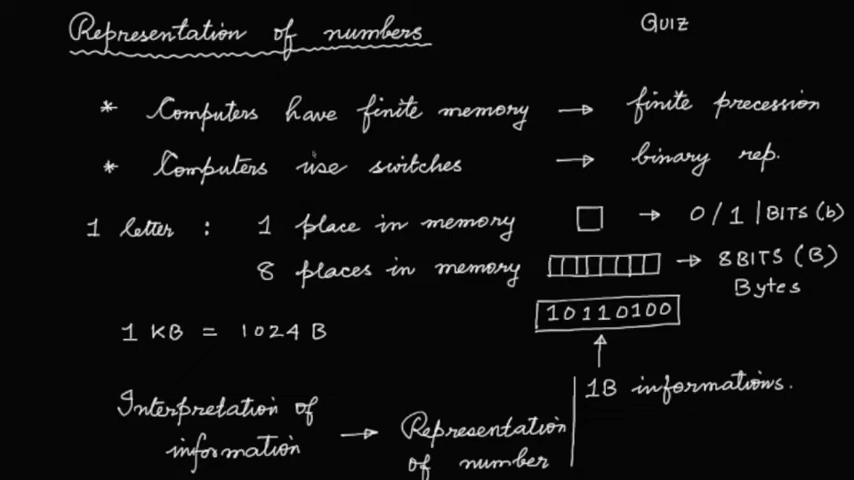 Representation of numbers
Quiz
* Computers have finite memory → finite precession
* Computers use switches → binary rep.
1 letter : 1 place in memory □ → 0/1 | BITS (b)
8 places in memory → 8BITS (B)
Bytes
10110100
1 KB = 1024 B
1B informations.
Interpretation of
information → Representation
of number